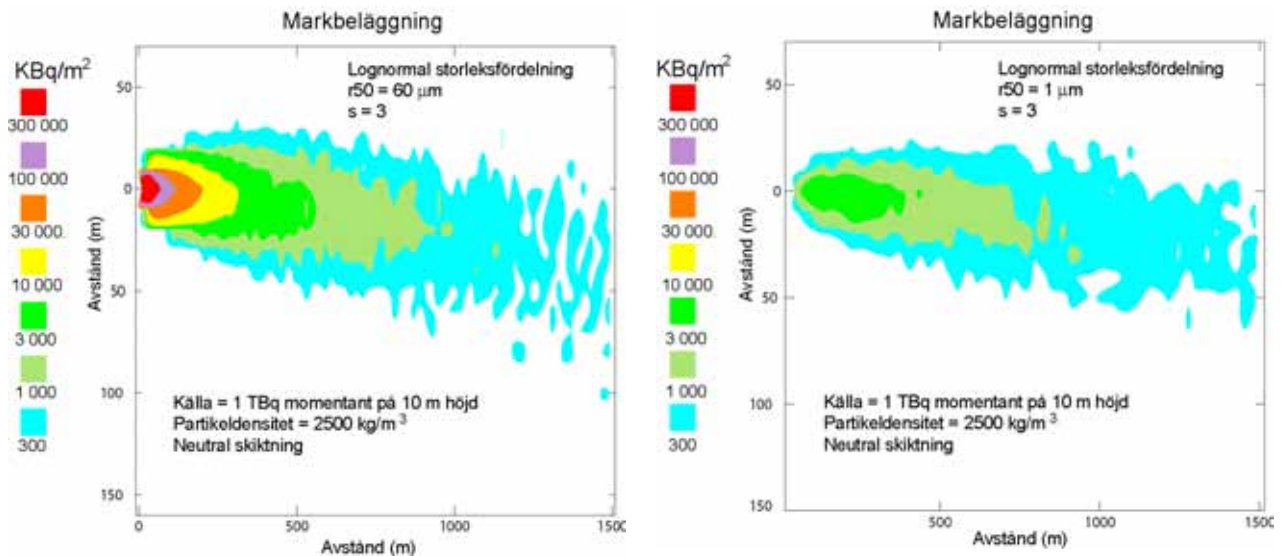 Markbeläggning
KBq/m²
300 000
100 000
30 000
10 000
3 000
1 000
300
Lognormal storleksfördelning
r50 = 60 µm
s = 3
Källa = 1 TBq momentant på 10 m höjd
Partikeldensitet = 2500 kg/m³
Neutral skiktning
50
0
50
100
150
Avstånd (m)
0
500
1000
1500
Avstånd (m)
Markbeläggning
KBq/m²
300 000
100 000
30 000
10 000
3 000
1 000
300
Lognormal storleksfördelning
r50 = 1 µm
s = 3
Källa = 1 TBq momentant på 10 m höjd
Partikeldensitet = 2500 kg/m³
Neutral skiktning
50
0
50
100
150
Avstånd (m)
500
1000
1500
Avstånd (m)